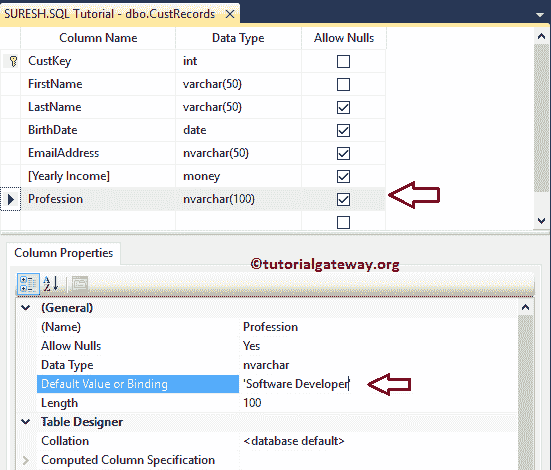 SURESH.SQL Tutorial - dbo.CustRecords ×
Column Name Data Type Allow Nulls
CustKey int
FirstName varchar(50)
LastName varchar(50)
BirthDate date
EmailAddress nvarchar(50)
[Yearly Income] money
Profession nvarchar(100)
Column Properties
©tutorialgateway.org
(General)
(Name) Profession
Allow Nulls Yes
Data Type nvarchar
Default Value or Binding 'Software Developer'
Length 100
Table Designer
Collation <database default>
Computed Column Specification